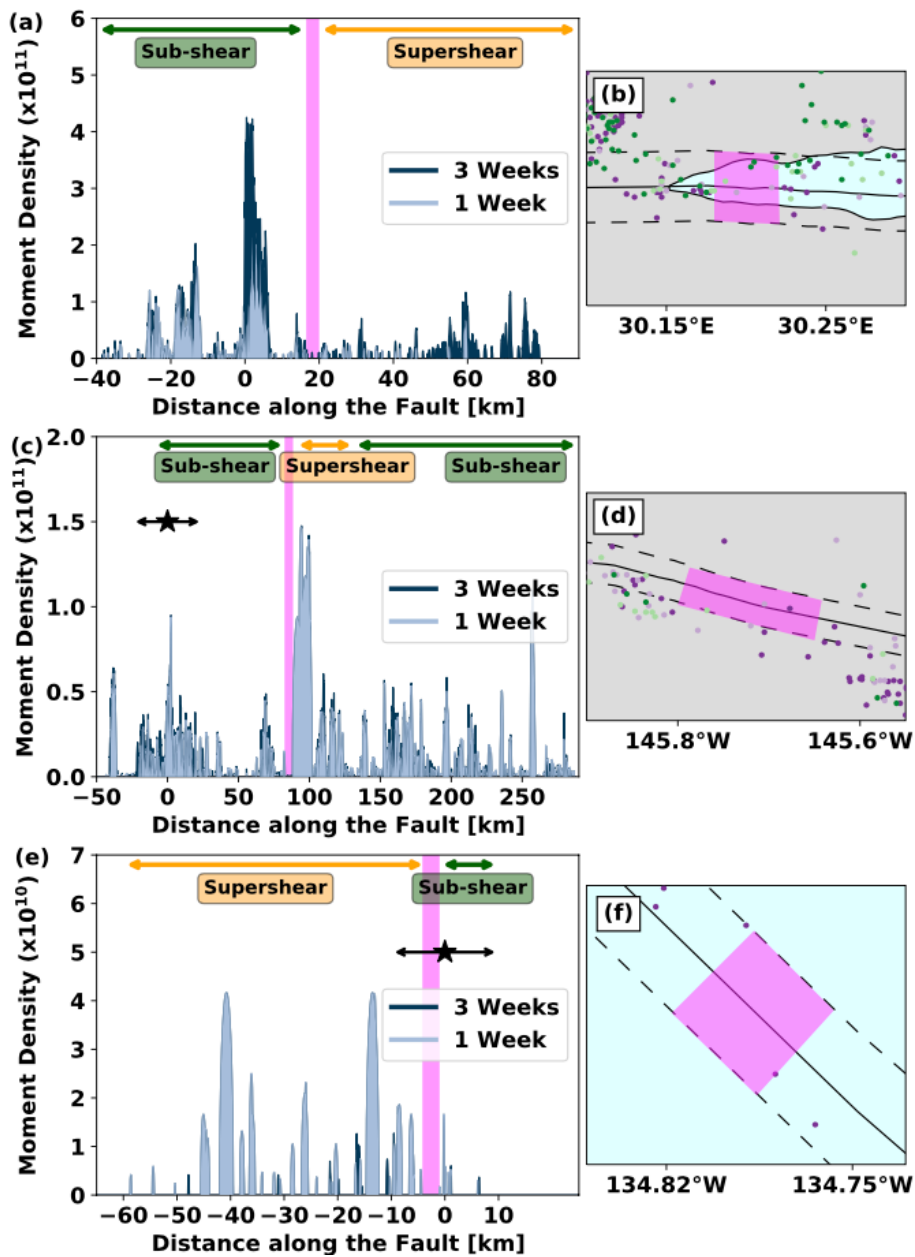 (a)
Moment Density (x10¹¹)
6
5
4
3
2
1
0
Sub-shear
Supershear
3 Weeks
1 Week
−40 −20 0 20 40 60 80
Distance along the Fault [km]
(b)
30.15°E 30.25°E
(c)
Moment Density (x10¹¹)
2.0
1.5
1.0
0.5
0.0
Sub-shear
Supershear
Sub-shear
3 Weeks
1 Week
−50 0 50 100 150 200 250
Distance along the Fault [km]
(d)
145.8°W 145.6°W
(e)
Moment Density (x10¹⁰)
7
6
5
4
3
2
1
0
Supershear
Sub-shear
3 Weeks
1 Week
−60 −50 −40 −30 −20 −10 0 10
Distance along the Fault [km]
(f)
134.82°W 134.75°W